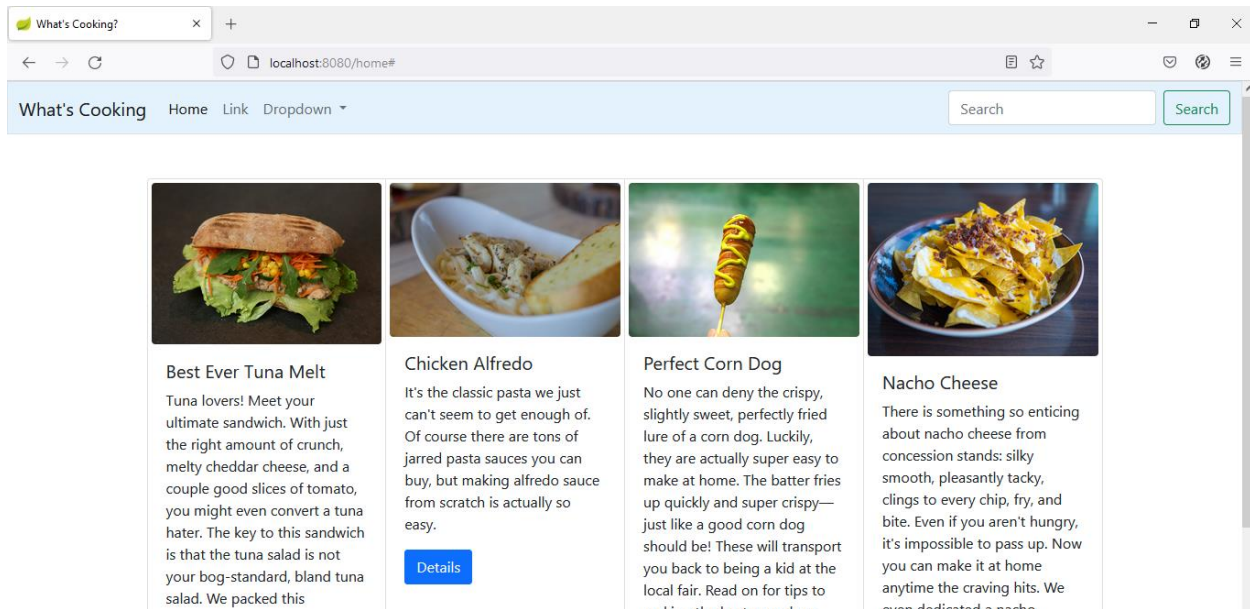 What's Cooking?
localhost:8080/home#
What's Cooking Home Link Dropdown Search Search
Best Ever Tuna Melt
Tuna lovers! Meet your
ultimate sandwich. With just
the right amount of crunch,
melty cheddar cheese, and a
couple good slices of tomato,
you might even convert a tuna
hater. The key to this sandwich
is that the tuna salad is not
your bog-standard, bland tuna
salad. We packed this
Chicken Alfredo
It's the classic pasta we just
can't seem to get enough of.
Of course there are tons of
jarred pasta sauces you can
buy, but making alfredo sauce
from scratch is actually so
easy.
Details
Perfect Corn Dog
No one can deny the crispy,
slightly sweet, perfectly fried
lure of a corn dog. Luckily,
they are actually super easy to
make at home. The batter fries
up quickly and super crispy—
just like a good corn dog
should be! These will transport
you back to being a kid at the
local fair. Read on for tips to
Nacho Cheese
There is something so enticing
about nacho cheese from
concession stands: silky
smooth, pleasantly tacky,
clings to every chip, fry, and
bite. Even if you aren't hungry,
it's impossible to pass up. Now
you can make it at home
anytime the craving hits. We
even dedicated a nacho